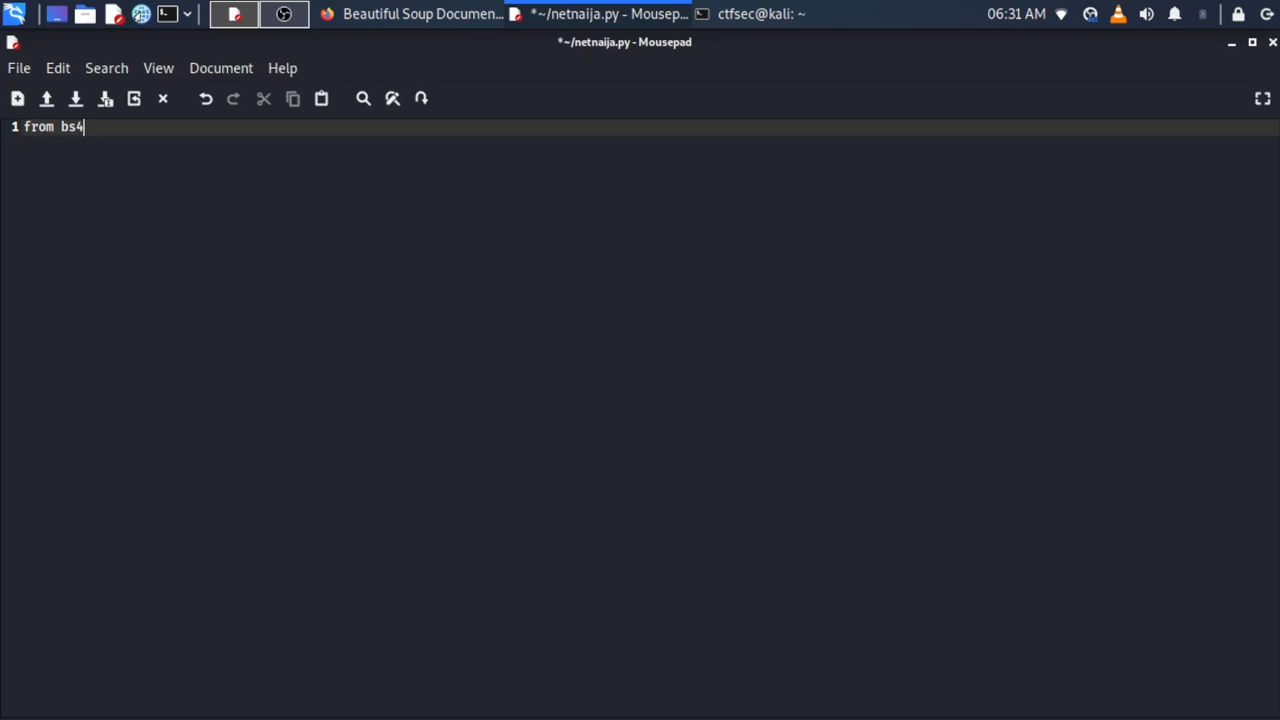 Beautiful Soup Documen...
*~/netnaija.py - Mousep...
ctfsec@kali: ~
06:31 AM
*~/netnaija.py - Mousepad
File Edit Search View Document Help
1 from bs4